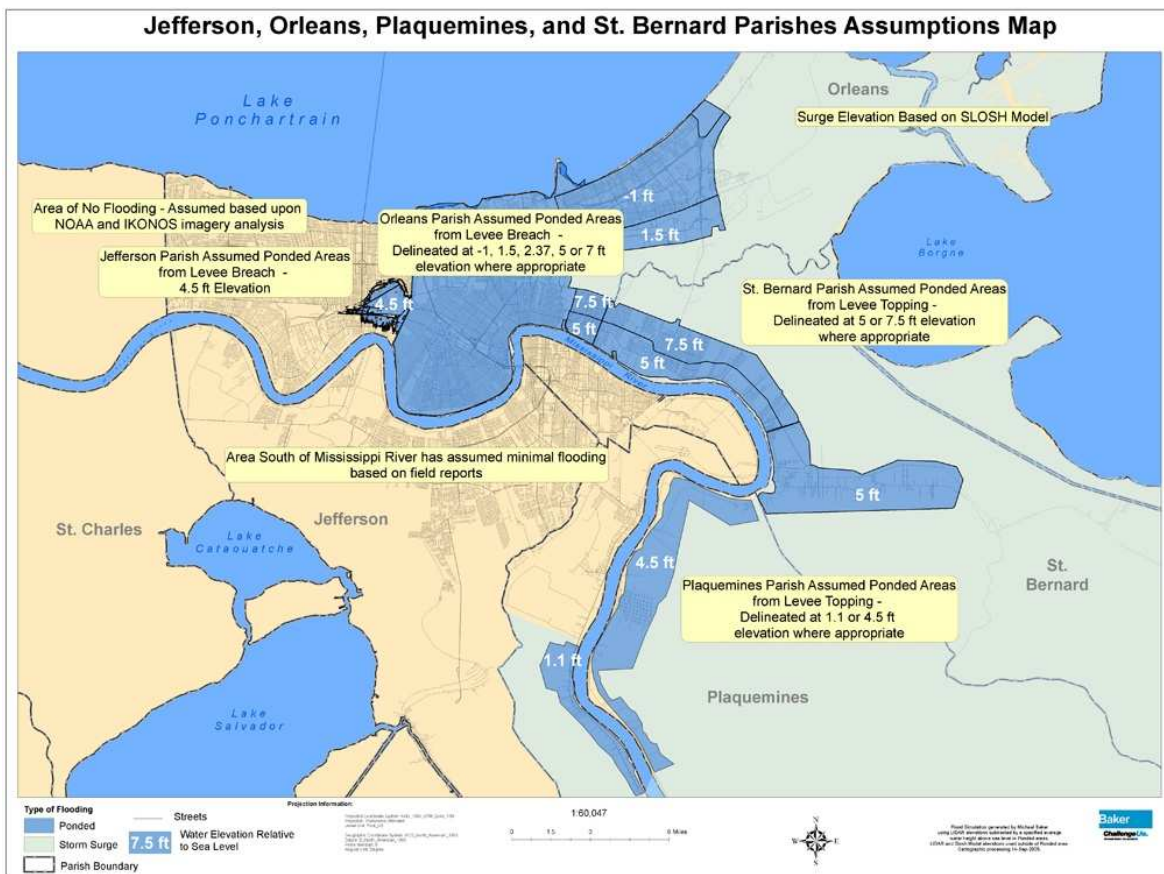 Jefferson, Orleans, Plaquemines, and St. Bernard Parishes Assumptions Map
Lake
Ponchartrain
Orleans
Surge Elevation Based on SLOSH Model
-1 ft
1.5 ft
Area of No Flooding - Assumed based upon
NOAA and IKONOS imagery analysis
Orleans Parish Assumed Ponded Areas
from Levee Breach -
Delineated at -1, 1.5, 2.37, 5 or 7 ft
elevation where appropriate
Lake
Borgne
Jefferson Parish Assumed Ponded Areas
from Levee Breach -
4.5 ft Elevation
4.5 ft
7.5 ft
5 ft
7.5 ft
5 ft
St. Bernard Parish Assumed Ponded Areas
from Levee Topping -
Delineated at 5 or 7.5 ft elevation
where appropriate
Mississippi River
Area South of Mississippi River has assumed minimal flooding
based on field reports
5 ft
St. Charles
Jefferson
Lake
Cataouatche
4.5 ft
St.
Bernard
Plaquemines Parish Assumed Ponded Areas
from Levee Topping -
Delineated at 1.1 or 4.5 ft
elevation where appropriate
1.1 ft
Plaquemines
Lake
Salvador
Type of Flooding
Ponded
Storm Surge
Parish Boundary
Streets
7.5 ft
Water Elevation Relative
to Sea Level
Projection Information:
1:60,047
0 1.5 3 6 Miles
N
W E
S
Baker
ChallengeUs.